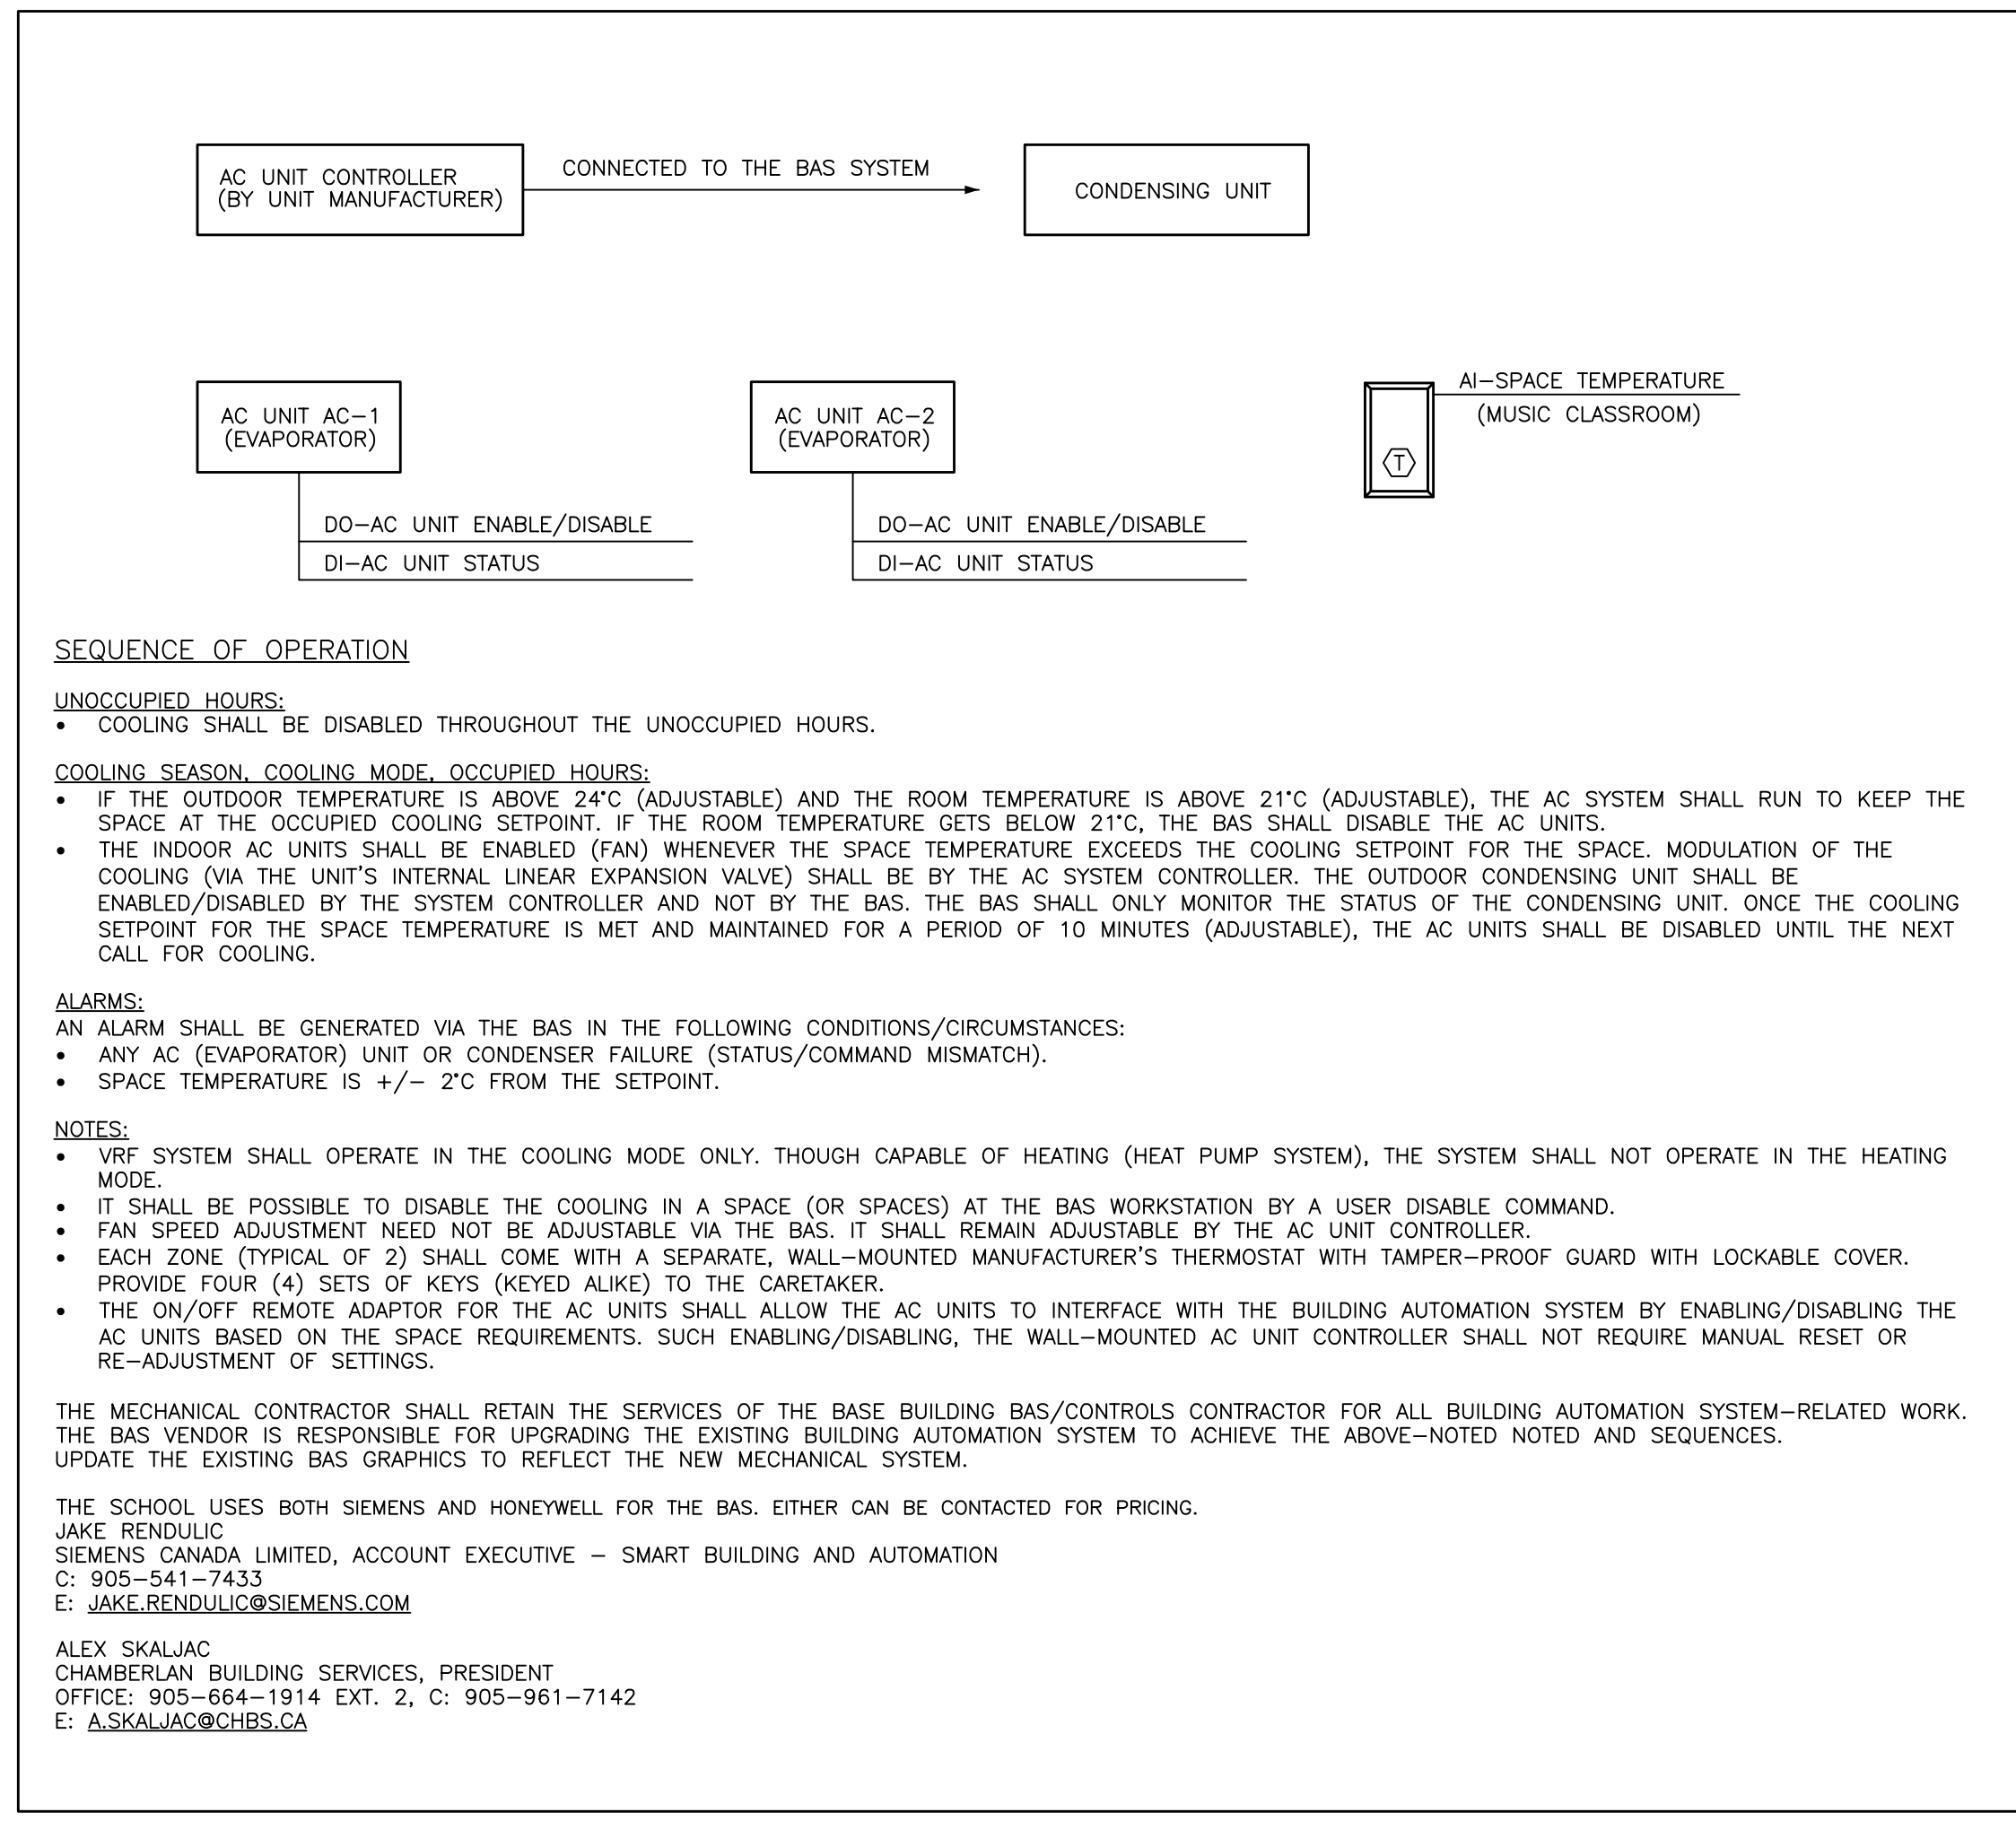 AC UNIT CONTROLLER
(BY UNIT MANUFACTURER)
CONNECTED TO THE BAS SYSTEM
CONDENSING UNIT
AC UNIT AC-1
(EVAPORATOR)
DO-AC UNIT ENABLE/DISABLE
DI-AC UNIT STATUS
AC UNIT AC-2
(EVAPORATOR)
DO-AC UNIT ENABLE/DISABLE
DI-AC UNIT STATUS
AI-SPACE TEMPERATURE
(MUSIC CLASSROOM)
T
SEQUENCE OF OPERATION
UNOCCUPIED HOURS:
• COOLING SHALL BE DISABLED THROUGHOUT THE UNOCCUPIED HOURS.
COOLING SEASON, COOLING MODE, OCCUPIED HOURS:
• IF THE OUTDOOR TEMPERATURE IS ABOVE 24°C (ADJUSTABLE) AND THE ROOM TEMPERATURE IS ABOVE 21°C (ADJUSTABLE), THE AC SYSTEM SHALL RUN TO KEEP THE
SPACE AT THE OCCUPIED COOLING SETPOINT. IF THE ROOM TEMPERATURE GETS BELOW 21°C, THE BAS SHALL DISABLE THE AC UNITS.
• THE INDOOR AC UNITS SHALL BE ENABLED (FAN) WHENEVER THE SPACE TEMPERATURE EXCEEDS THE COOLING SETPOINT FOR THE SPACE. MODULATION OF THE
COOLING (VIA THE UNIT'S INTERNAL LINEAR EXPANSION VALVE) SHALL BE BY THE AC SYSTEM CONTROLLER. THE OUTDOOR CONDENSING UNIT SHALL BE
ENABLED/DISABLED BY THE SYSTEM CONTROLLER AND NOT BY THE BAS. THE BAS SHALL ONLY MONITOR THE STATUS OF THE CONDENSING UNIT. ONCE THE COOLING
SETPOINT FOR THE SPACE TEMPERATURE IS MET AND MAINTAINED FOR A PERIOD OF 10 MINUTES (ADJUSTABLE), THE AC UNITS SHALL BE DISABLED UNTIL THE NEXT
CALL FOR COOLING.
ALARMS:
AN ALARM SHALL BE GENERATED VIA THE BAS IN THE FOLLOWING CONDITIONS/CIRCUMSTANCES:
• ANY AC (EVAPORATOR) UNIT OR CONDENSER FAILURE (STATUS/COMMAND MISMATCH).
• SPACE TEMPERATURE IS +/- 2°C FROM THE SETPOINT.
NOTES:
• VRF SYSTEM SHALL OPERATE IN THE COOLING MODE ONLY. THOUGH CAPABLE OF HEATING (HEAT PUMP SYSTEM), THE SYSTEM SHALL NOT OPERATE IN THE HEATING
MODE.
• IT SHALL BE POSSIBLE TO DISABLE THE COOLING IN A SPACE (OR SPACES) AT THE BAS WORKSTATION BY A USER DISABLE COMMAND.
• FAN SPEED ADJUSTMENT NEED NOT BE ADJUSTABLE VIA THE BAS. IT SHALL REMAIN ADJUSTABLE BY THE AC UNIT CONTROLLER.
• EACH ZONE (TYPICAL OF 2) SHALL COME WITH A SEPARATE, WALL-MOUNTED MANUFACTURER'S THERMOSTAT WITH TAMPER-PROOF GUARD WITH LOCKABLE COVER.
PROVIDE FOUR (4) SETS OF KEYS (KEYED ALIKE) TO THE CARETAKER.
• THE ON/OFF REMOTE ADAPTOR FOR THE AC UNITS SHALL ALLOW THE AC UNITS TO INTERFACE WITH THE BUILDING AUTOMATION SYSTEM BY ENABLING/DISABLING THE
AC UNITS BASED ON THE SPACE REQUIREMENTS. SUCH ENABLING/DISABLING, THE WALL-MOUNTED AC UNIT CONTROLLER SHALL NOT REQUIRE MANUAL RESET OR
RE-ADJUSTMENT OF SETTINGS.
THE MECHANICAL CONTRACTOR SHALL RETAIN THE SERVICES OF THE BASE BUILDING BAS/CONTROLS CONTRACTOR FOR ALL BUILDING AUTOMATION SYSTEM-RELATED WORK.
THE BAS VENDOR IS RESPONSIBLE FOR UPGRADING THE EXISTING BUILDING AUTOMATION SYSTEM TO ACHIEVE THE ABOVE-NOTED NOTED AND SEQUENCES.
UPDATE THE EXISTING BAS GRAPHICS TO REFLECT THE NEW MECHANICAL SYSTEM.
THE SCHOOL USES BOTH SIEMENS AND HONEYWELL FOR THE BAS. EITHER CAN BE CONTACTED FOR PRICING.
JAKE RENDULIC
SIEMENS CANADA LIMITED, ACCOUNT EXECUTIVE - SMART BUILDING AND AUTOMATION
C: 905-541-7433
E: JAKE.RENDULIC@SIEMENS.COM
ALEX SKALJAC
CHAMBERLAN BUILDING SERVICES, PRESIDENT
OFFICE: 905-664-1914 EXT. 2, C: 905-961-7142
E: A.SKALJAC@CHBS.CA